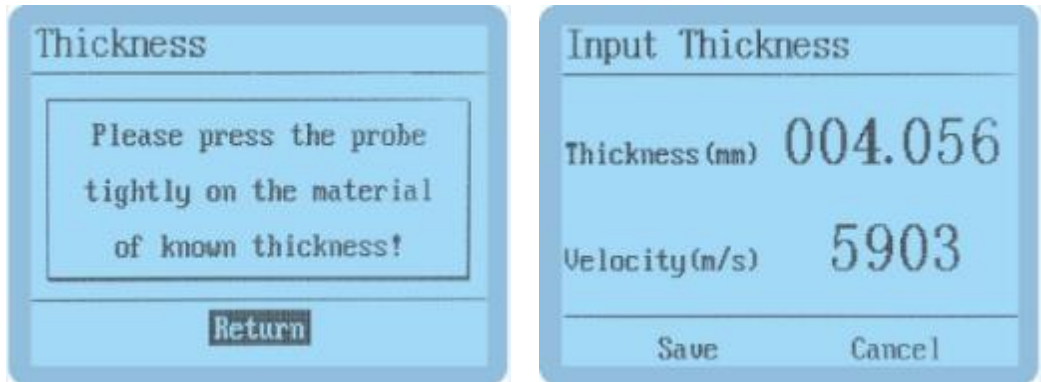 Thickness
Please press the probe
tightly on the material
of known thickness!
Return
Input Thickness
Thickness(mm) 004.056
Velocity(m/s) 5903
Save Cancel